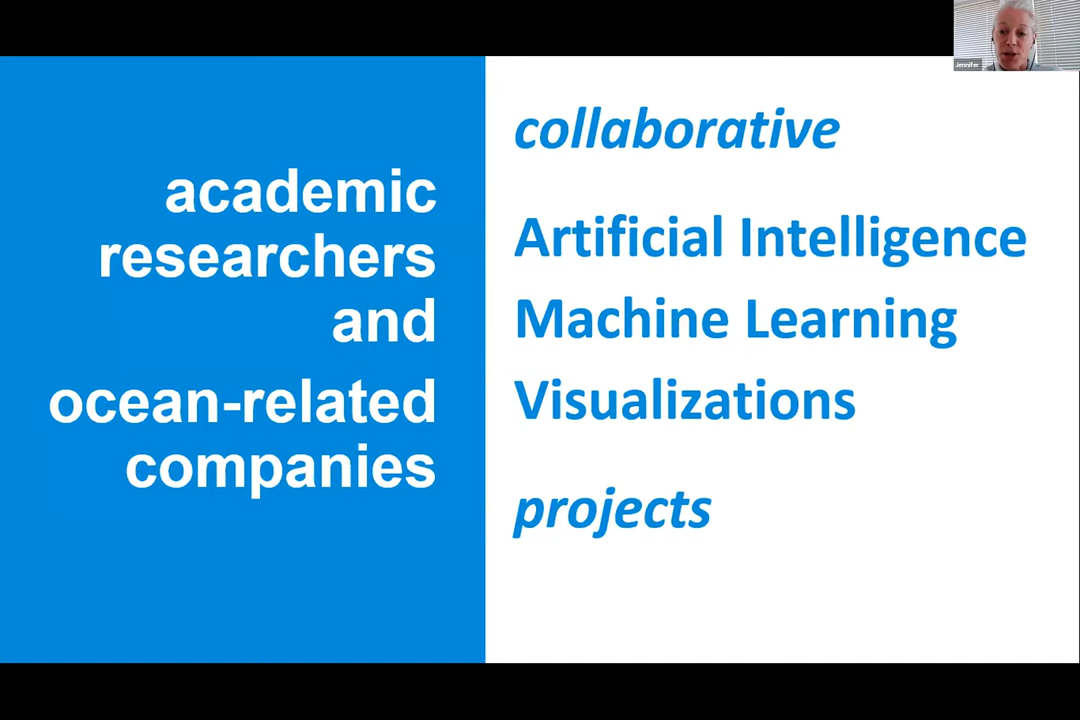 academic
researchers
and
ocean-related
companies
collaborative
Artificial Intelligence
Machine Learning
Visualizations
projects
Jennifer